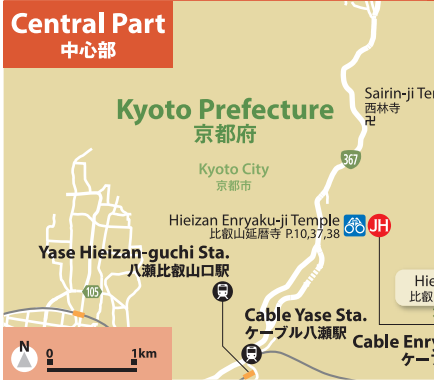 Central Part
中心部
Kyoto Prefecture
京都府
Kyoto City
京都市
Sairin-ji Te
西林寺
卍
367
Hieizan Enryaku-ji Temple
比叡山延暦寺 P.10,37,38
JH
Yase Hieizan-guchi Sta.
八瀬比叡山口駅
105
Hie
比叡
Cable Yase Sta.
ケーブル八瀬駅
Cable Enry
ケー
N
0 1km